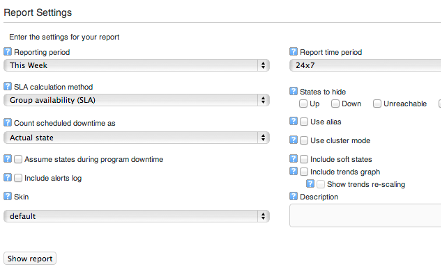 Report Settings
Enter the settings for your report
? Reporting period
This Week
? Report time period
24x7
? SLA calculation method
Group availability (SLA)
? States to hide
Up Down Unreachable
? Count scheduled downtime as
Actual state
? Use alias
? Use cluster mode
? Assume states during program downtime
? Include soft states
? Include alerts log
? Include trends graph
? Show trends re-scaling
? Skin
default
? Description
Show report